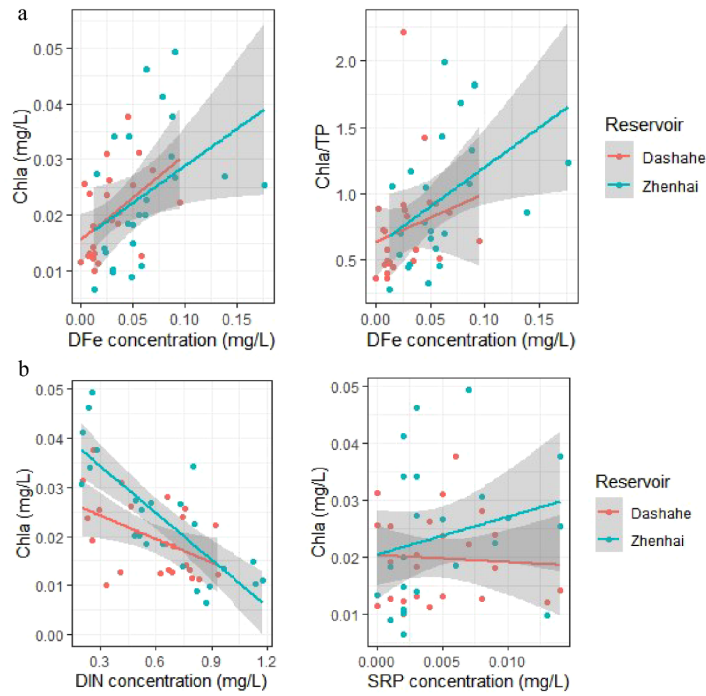 a
Chla (mg/L)
0.05
0.04
0.03
0.02
0.01
0.00 0.05 0.10 0.15
DFe concentration (mg/L)
Chla/TP
2.0
1.5
1.0
0.5
0.00 0.05 0.10 0.15
DFe concentration (mg/L)
Reservoir
Dashahe
Zhenhai
b
Chla (mg/L)
0.05
0.04
0.03
0.02
0.01
0.00
0.3 0.6 0.9 1.2
DIN concentration (mg/L)
Chla (mg/L)
0.05
0.04
0.03
0.02
0.01
0.000 0.005 0.010
SRP concentration (mg/L)
Reservoir
Dashahe
Zhenhai